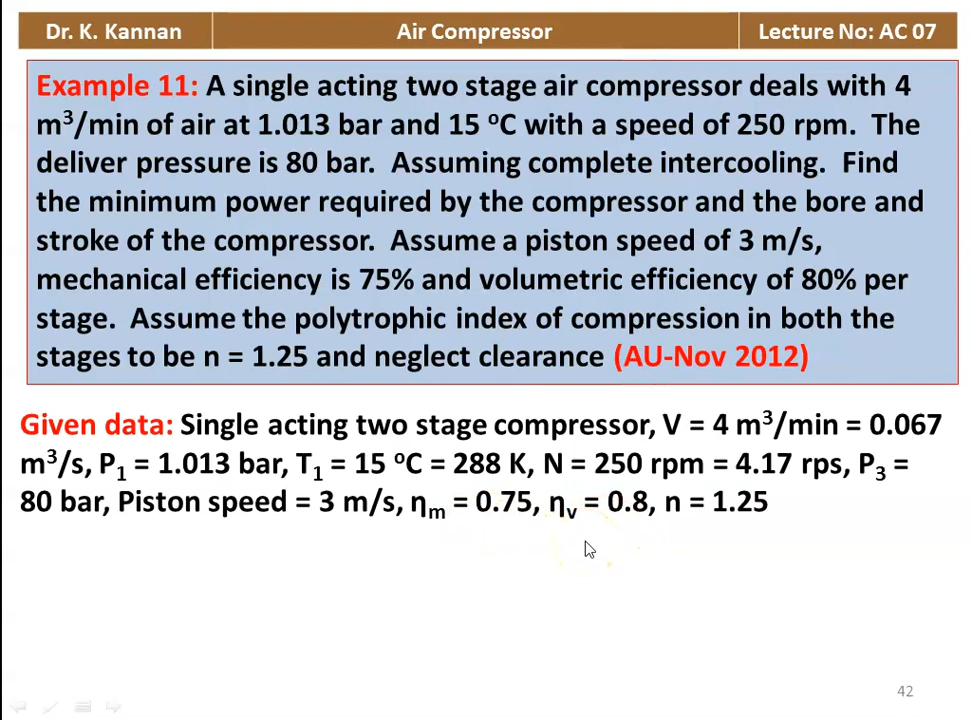 Dr. K. Kannan
Air Compressor
Lecture No: AC 07
Example 11: A single acting two stage air compressor deals with 4
m³/min of air at 1.013 bar and 15 ᵒC with a speed of 250 rpm. The
deliver pressure is 80 bar. Assuming complete intercooling. Find
the minimum power required by the compressor and the bore and
stroke of the compressor. Assume a piston speed of 3 m/s,
mechanical efficiency is 75% and volumetric efficiency of 80% per
stage. Assume the polytrophic index of compression in both the
stages to be n = 1.25 and neglect clearance (AU-Nov 2012)
Given data: Single acting two stage compressor, V = 4 m³/min = 0.067
m³/s, P₁ = 1.013 bar, T₁ = 15 ᵒC = 288 K, N = 250 rpm = 4.17 rps, P₃ =
80 bar, Piston speed = 3 m/s, ηₘ = 0.75, ηᵥ = 0.8, n = 1.25
42